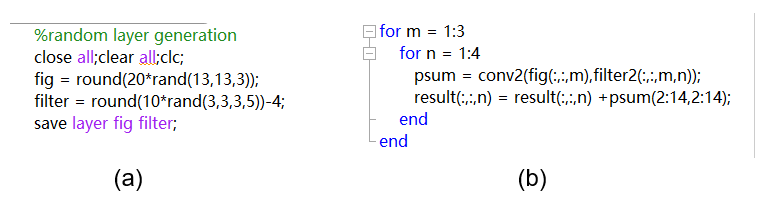 %random layer generation
close all;clear all;clc;
fig = round(20*rand(13,13,3));
filter = round(10*rand(3,3,3,5))-4;
save layer fig filter;
(a)
for m = 1:3
for n = 1:4
psum = conv2(fig(:,:,m),filter2(:,:,m,n));
result(:,:,n) = result(:,:,n) +psum(2:14,2:14);
end
end
(b)